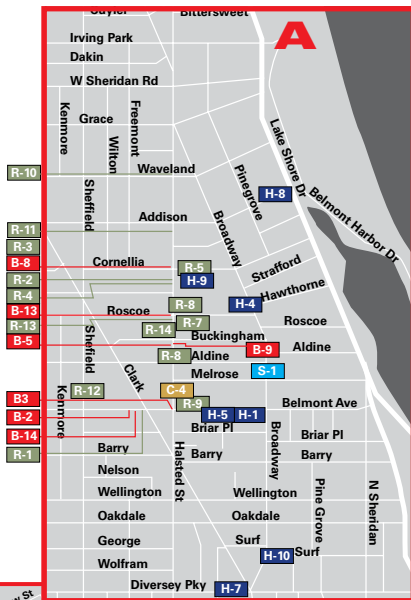 Cuyler
Bittersweet
A
Irving Park
Dakin
W Sheridan Rd
Kenmore
Grace
Wilton
Freemont
Lake Shore Dr
R-10
Waveland
Sheffield
Pinegrove
H-8
Belmont Harbor Dr
Addison
Broadway
R-11
R-3
B-8
Cornellia
R-5
Strafford
R-2
H-9
R-4
Hawthorne
H-4
B-13
Roscoe
R-8
Roscoe
R-13
Sheffield
R-14
R-7
B-5
Buckingham
R-8
Aldine
B-9
Aldine
Clark
Melrose
S-1
B3
Kenmore
R-12
C-4
R-9
Belmont Ave
B-2
H-5
H-1
B-14
Briar Pl
Broadway
Briar Pl
R-1
Barry
Halsted St
Barry
Barry
Nelson
Pine Grove
N Sheridan
Wellington
Wellington
Oakdale
Oakdale
George
Surf
H-10
Surf
Wolfram
Diversey Pky
H-7